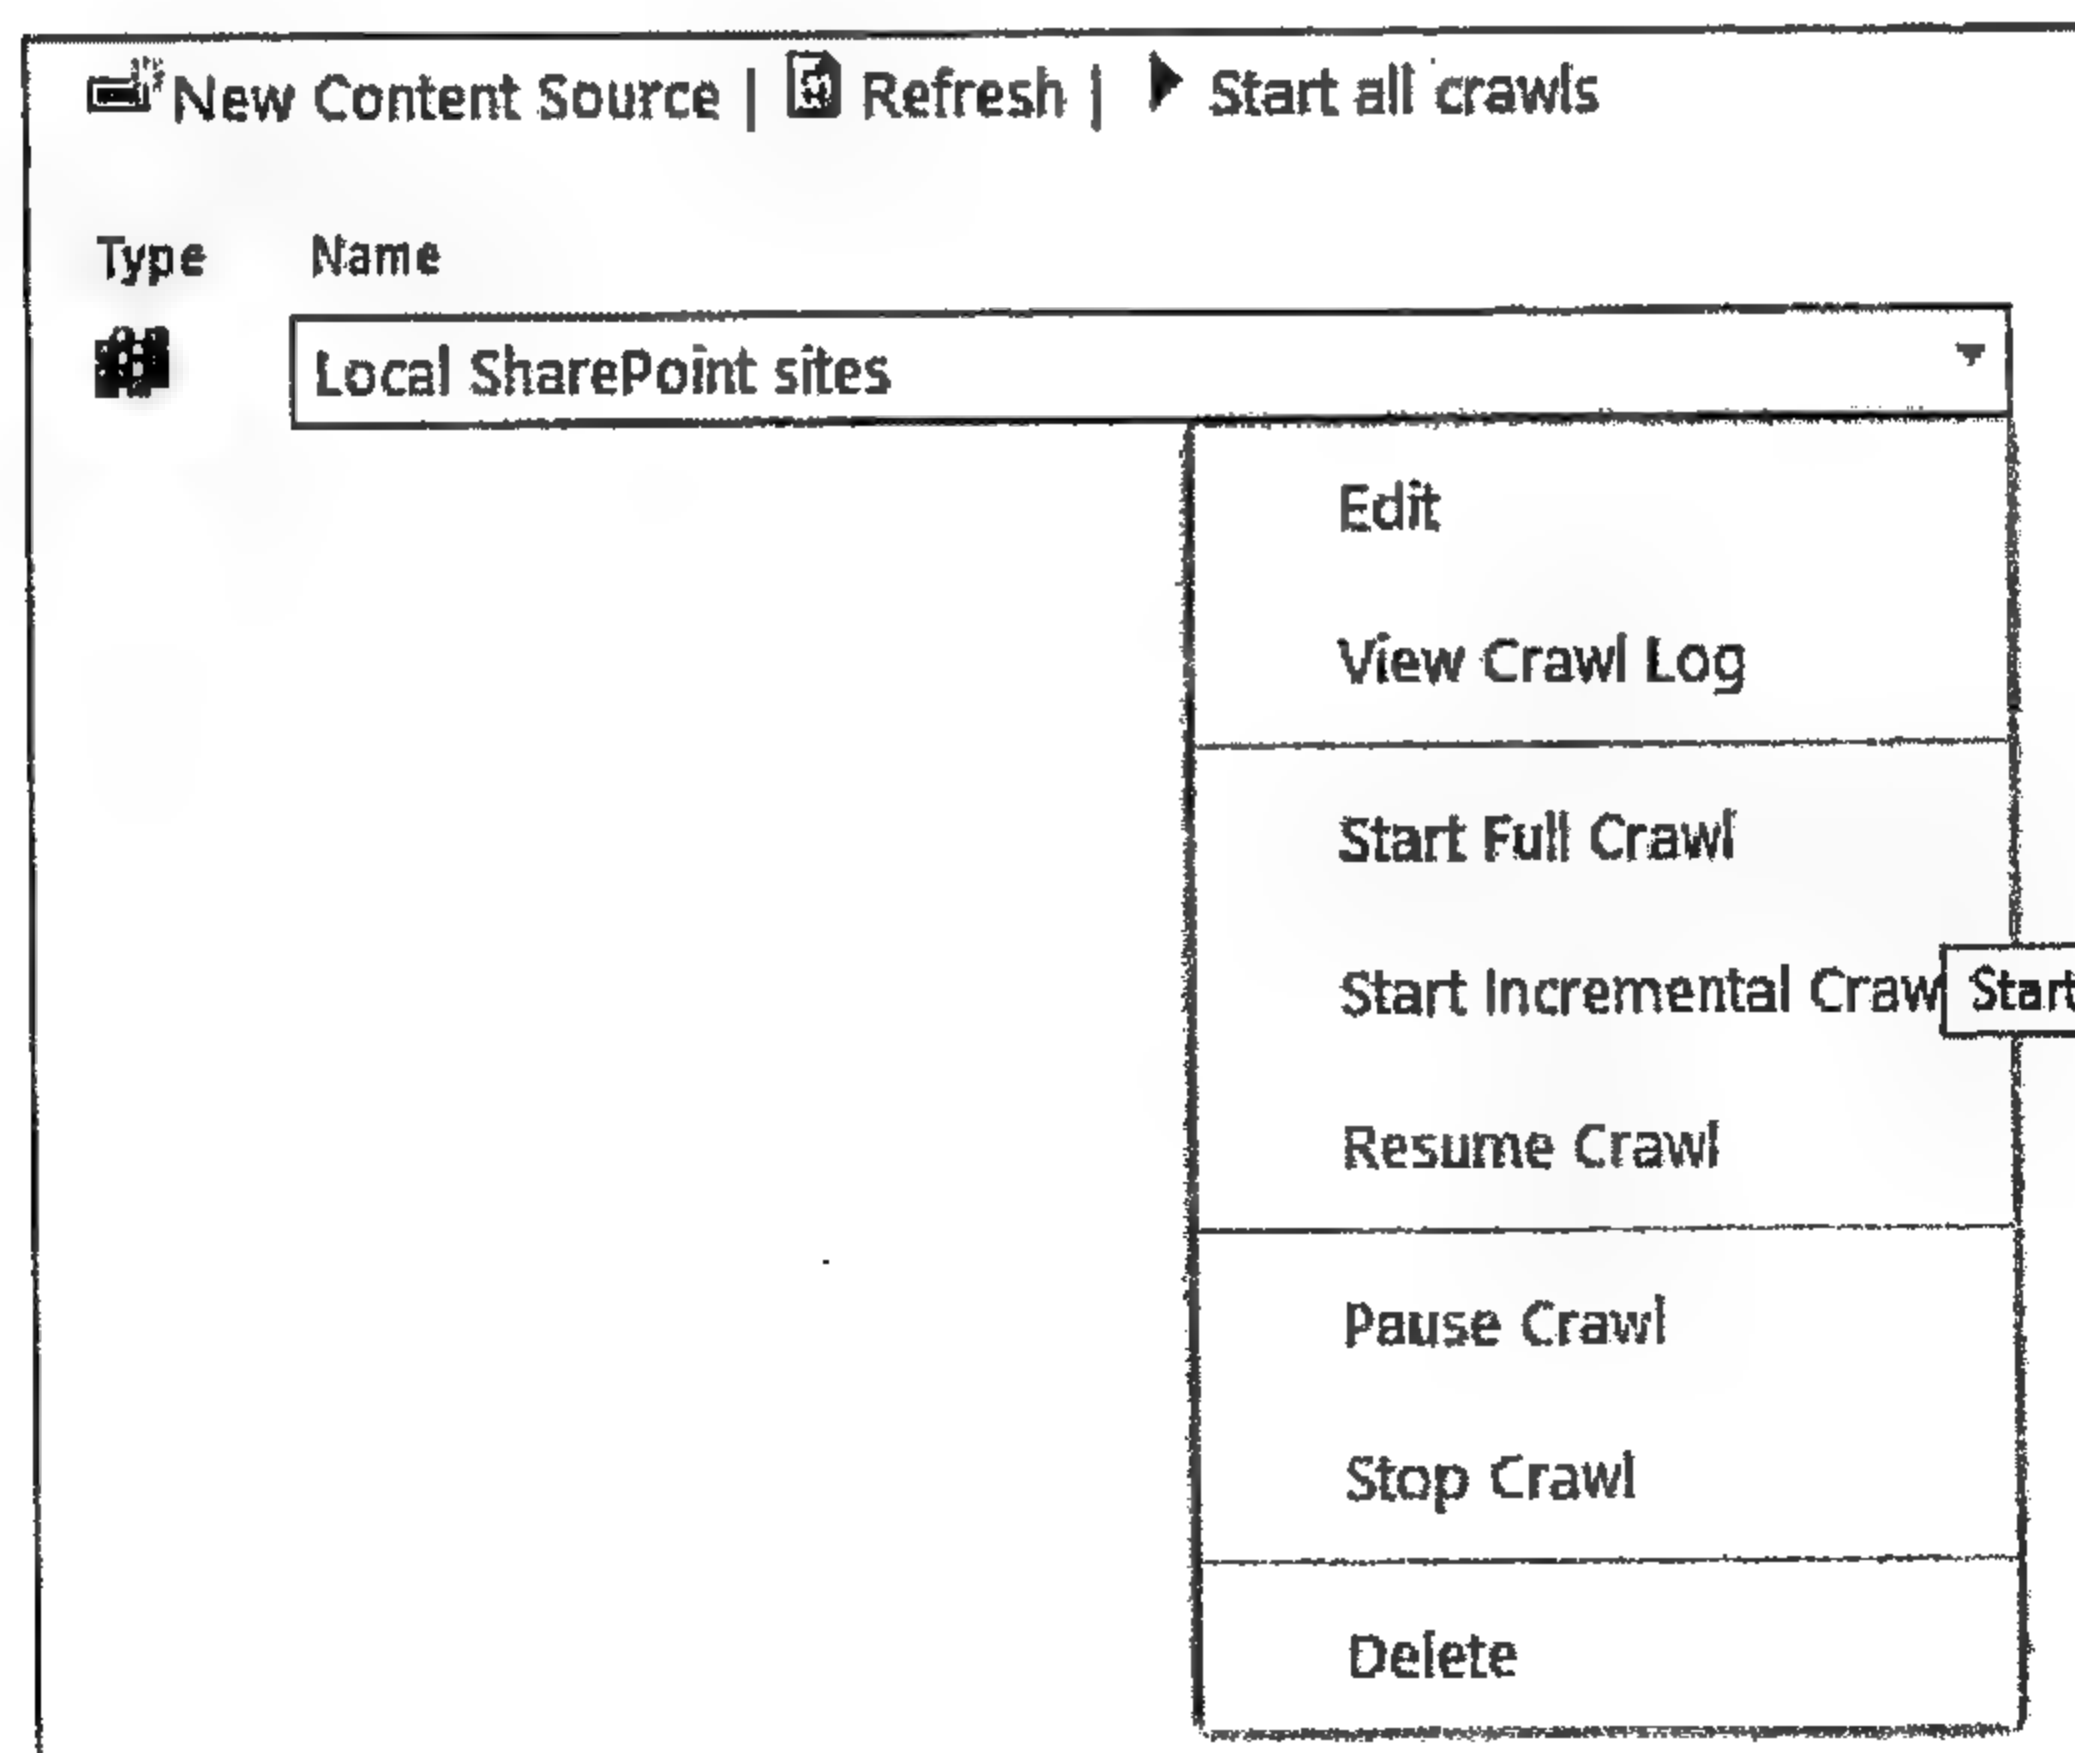 New Content Source | Refresh | Start all crawls
Type Name
Local SharePoint sites
Edit
View Crawl Log
Start Full Crawl
Start Incremental Craw
Start
Resume Crawl
Pause Crawl
Stop Crawl
Delete